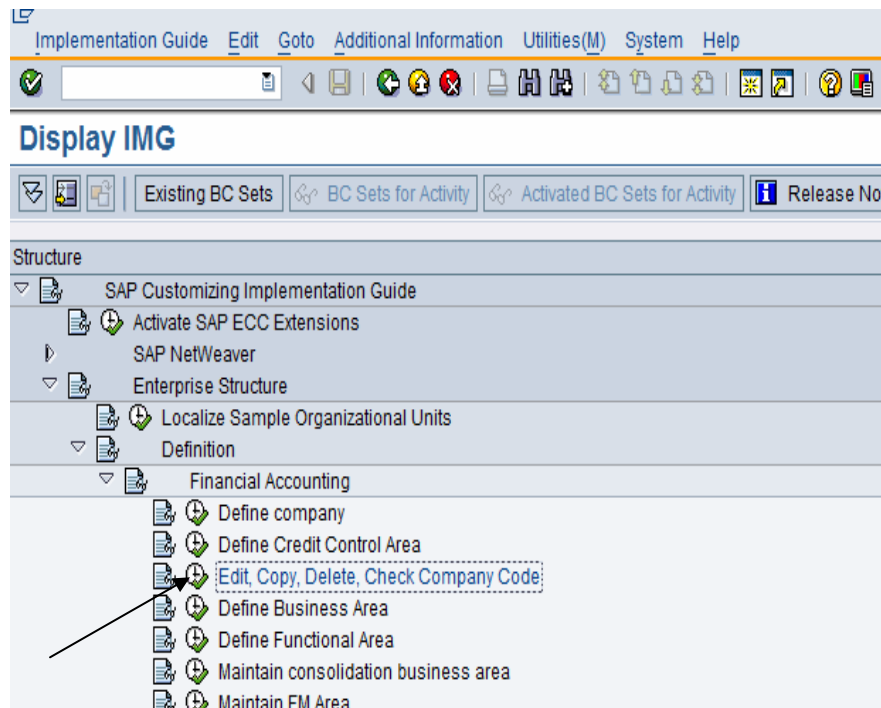 Implementation Guide Edit Goto Additional Information Utilities(M) System Help
Display IMG
Existing BC Sets BC Sets for Activity Activated BC Sets for Activity Release No
Structure
SAP Customizing Implementation Guide
Activate SAP ECC Extensions
SAP NetWeaver
Enterprise Structure
Localize Sample Organizational Units
Definition
Financial Accounting
Define company
Define Credit Control Area
Edit, Copy, Delete, Check Company Code
Define Business Area
Define Functional Area
Maintain consolidation business area
Maintain FM Area